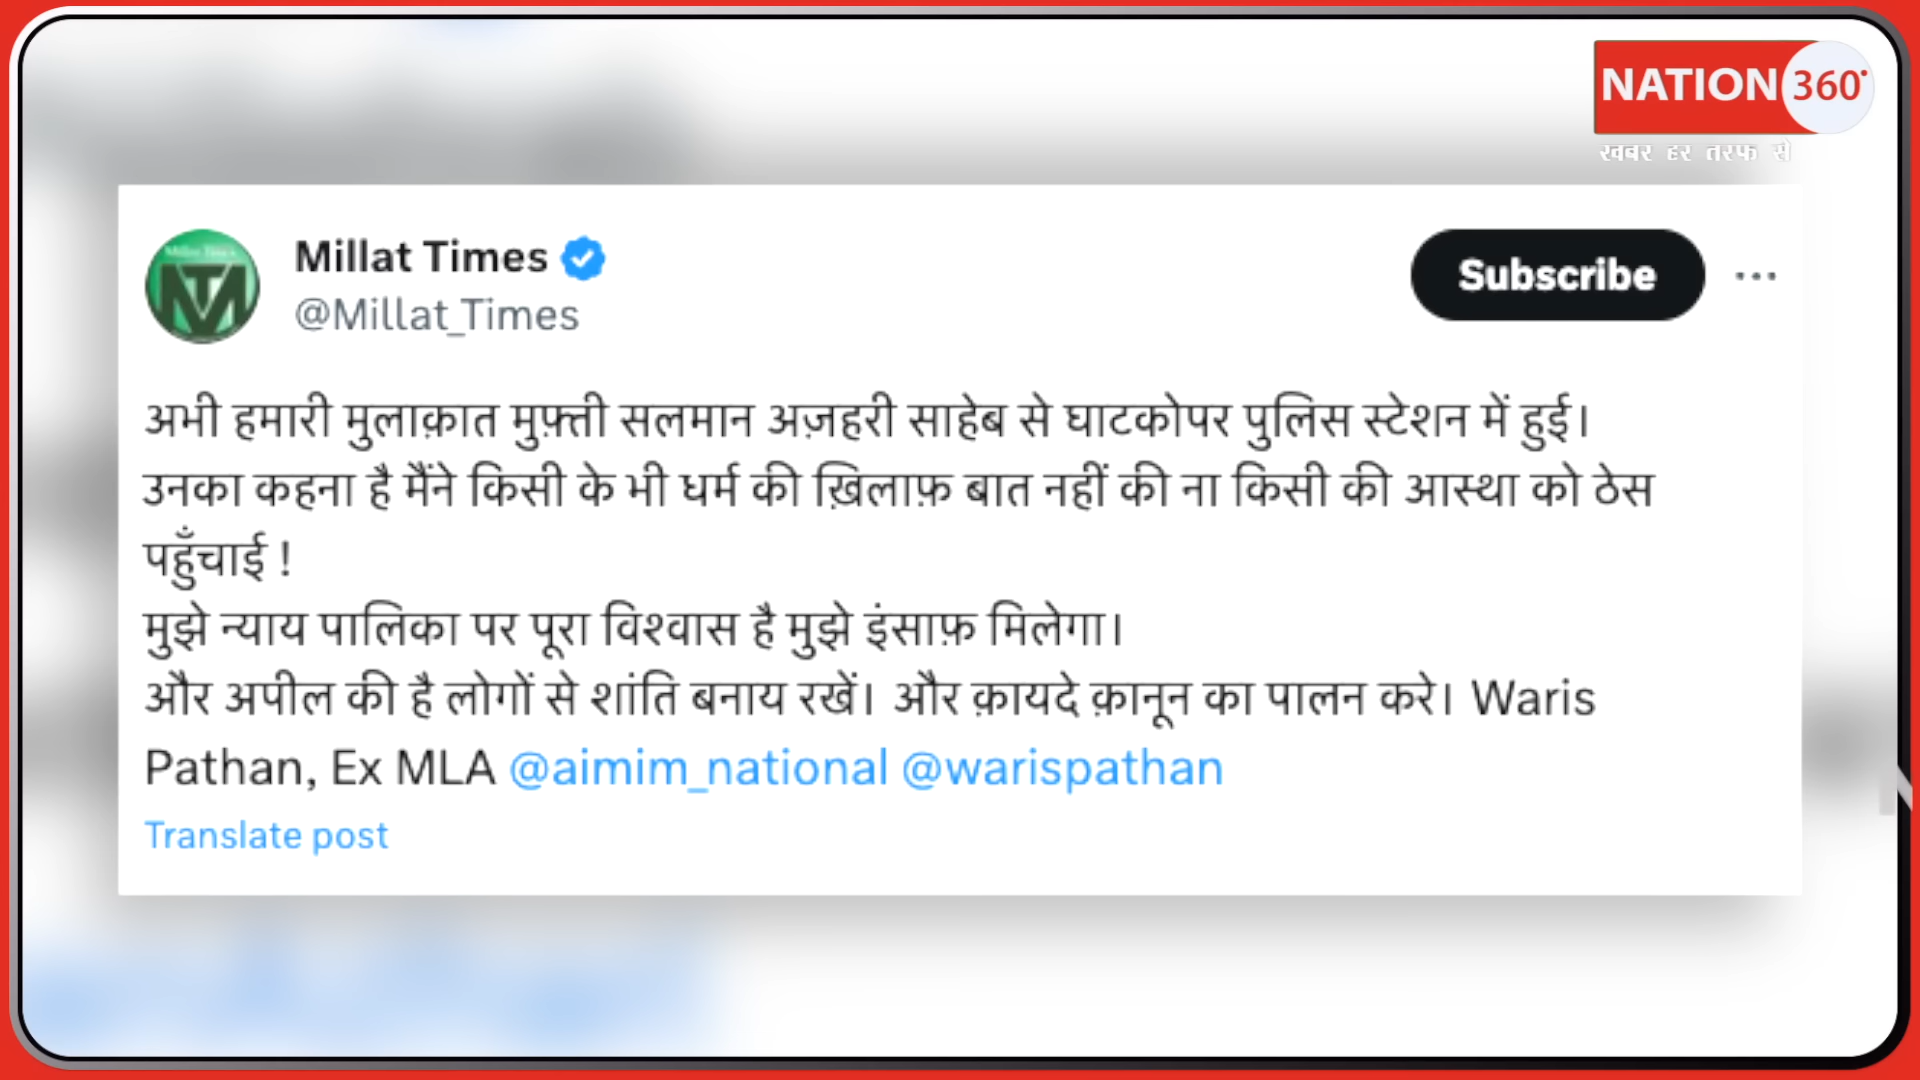 NATION 360°
खबर हर तरफ से
Millat Times
@Millat_Times
Subscribe
अभी हमारी मुलाक़ात मुफ़्ती सलमान अज़हरी साहेब से घाटकोपर पुलिस स्टेशन में हुई।
उनका कहना है मैंने किसी के भी धर्म की ख़िलाफ़ बात नहीं की ना किसी की आस्था को ठेस
पहुँचाई !
मुझे न्याय पालिका पर पूरा विश्वास है मुझे इंसाफ़ मिलेगा।
और अपील की है लोगों से शांति बनाय रखें। और क़ायदे क़ानून का पालन करे। Waris
Pathan, Ex MLA @aimim_national @warispathan
Translate post